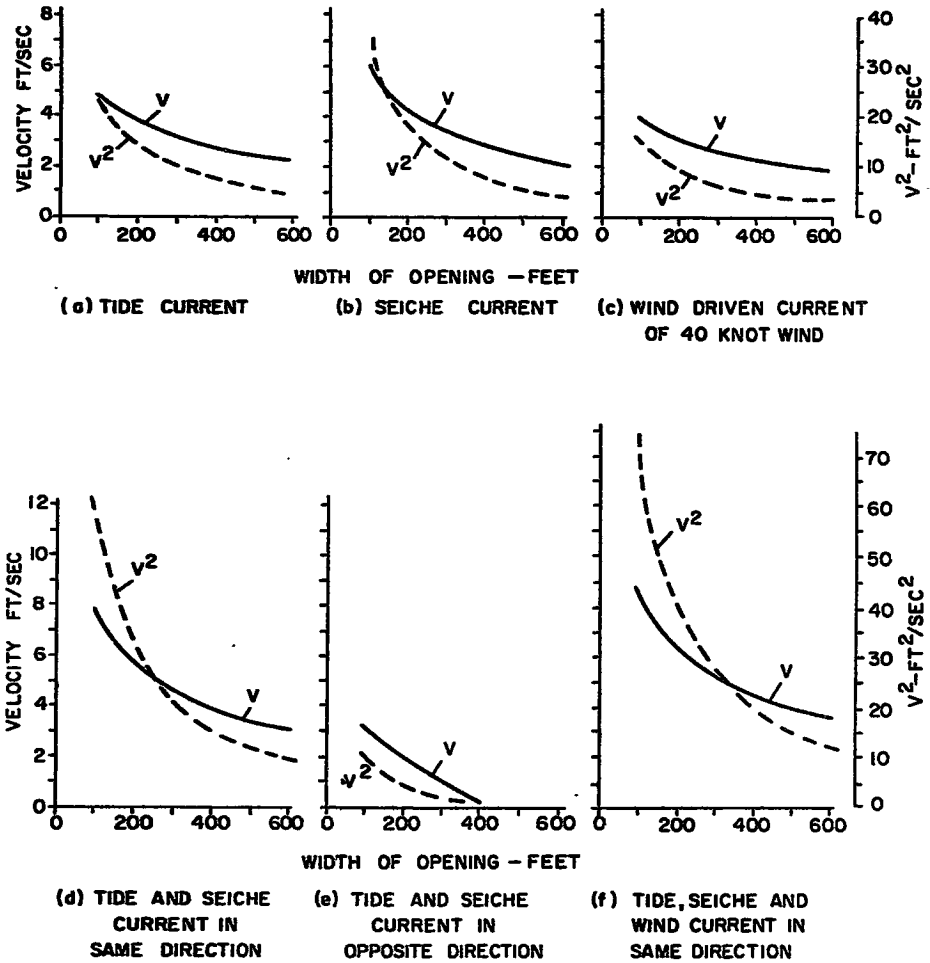 8
6
4
2
0
VELOCITY FT/SEC
V
V²
0 200 400 600
V
V²
0 200 400 600
V
V²
0 200 400 600
40
30
20
10
0
V²–FT²/SEC²
WIDTH OF OPENING – FEET
(a) TIDE CURRENT
(b) SEICHE CURRENT
(c) WIND DRIVEN CURRENT
OF 40 KNOT WIND
12
10
8
6
4
2
0
VELOCITY FT/SEC
V²
V
0 200 400 600
V
V²
0 200 400 600
V²
V
0 200 400 600
70
60
50
40
30
20
10
0
V²–FT²/SEC²
WIDTH OF OPENING – FEET
(d) TIDE AND SEICHE
CURRENT IN
SAME DIRECTION
(e) TIDE AND SEICHE
CURRENT IN
OPPOSITE DIRECTION
(f) TIDE, SEICHE AND
WIND CURRENT IN
SAME DIRECTION